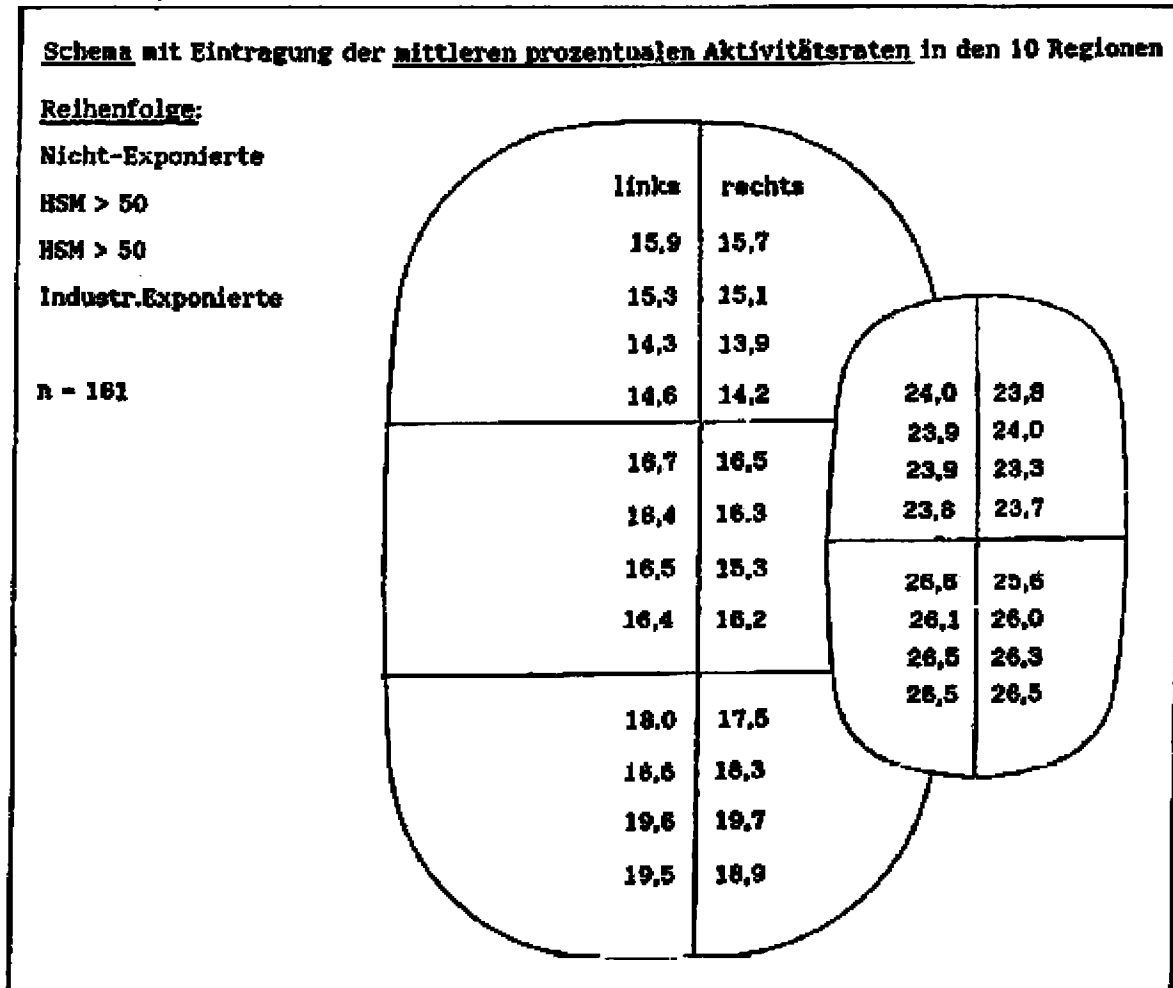 Schema mit Eintragung der mittleren prozentualen Aktivitätsraten in den 10 Regionen
Reihenfolge:
Nicht-Exponierte
HSM > 50
HSM > 50
Industr.Exponierte
n = 161
links rechts
15,9 15,7
15,3 15,1
14,3 13,9
14,6 14,2
16,7 16,5
16,4 16.3
16,5 15,3
16,4 16,2
18,0 17,5
18,3
19,6 19,7
19,5 18,9
24,0 23,8
23,9 24,0
23,9 23,3
23,8 23,7
25,6
26,1 26,0
26,5 26,3
26,5 26,5